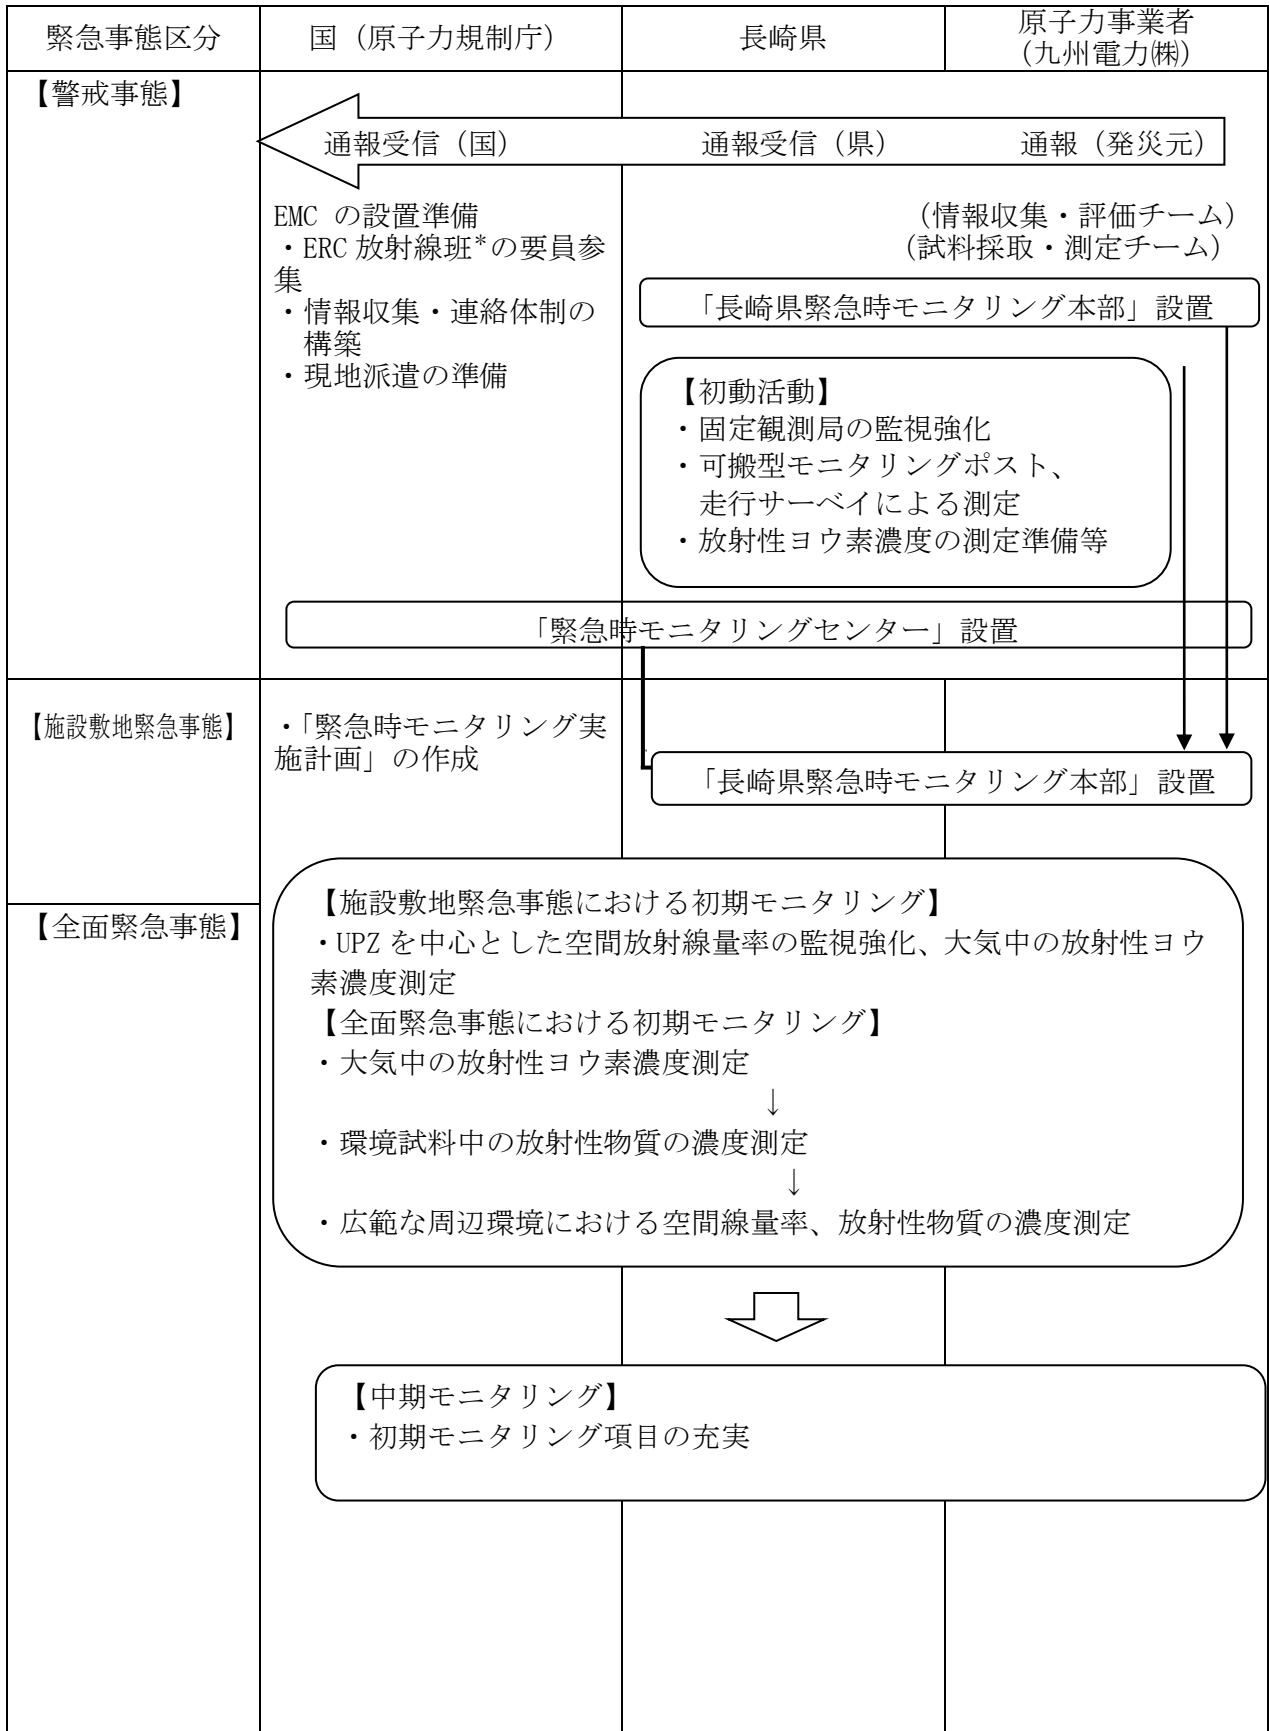 緊急事態区分
国（原子力規制庁）
長崎県
原子力事業者
（九州電力㈱）
【警戒事態】
通報受信（国）
通報受信（県）
通報（発災元）
EMC の設置準備
・ERC 放射線班*の要員参
集
・情報収集・連絡体制の
構築
・現地派遣の準備
（情報収集・評価チーム）
（試料採取・測定チーム）
「長崎県緊急時モニタリング本部」設置
【初動活動】
・固定観測局の監視強化
・可搬型モニタリングポスト、
走行サーベイによる測定
・放射性ヨウ素濃度の測定準備等
「緊急時モニタリングセンター」設置
【施設敷地緊急事態】
・「緊急時モニタリング実
施計画」の作成
「長崎県緊急時モニタリング本部」設置
【全面緊急事態】
【施設敷地緊急事態における初期モニタリング】
・UPZ を中心とした空間放射線量率の監視強化、大気中の放射性ヨウ
素濃度測定
【全面緊急事態における初期モニタリング】
・大気中の放射性ヨウ素濃度測定
↓
・環境試料中の放射性物質の濃度測定
↓
・広範な周辺環境における空間線量率、放射性物質の濃度測定
【中期モニタリング】
・初期モニタリング項目の充実